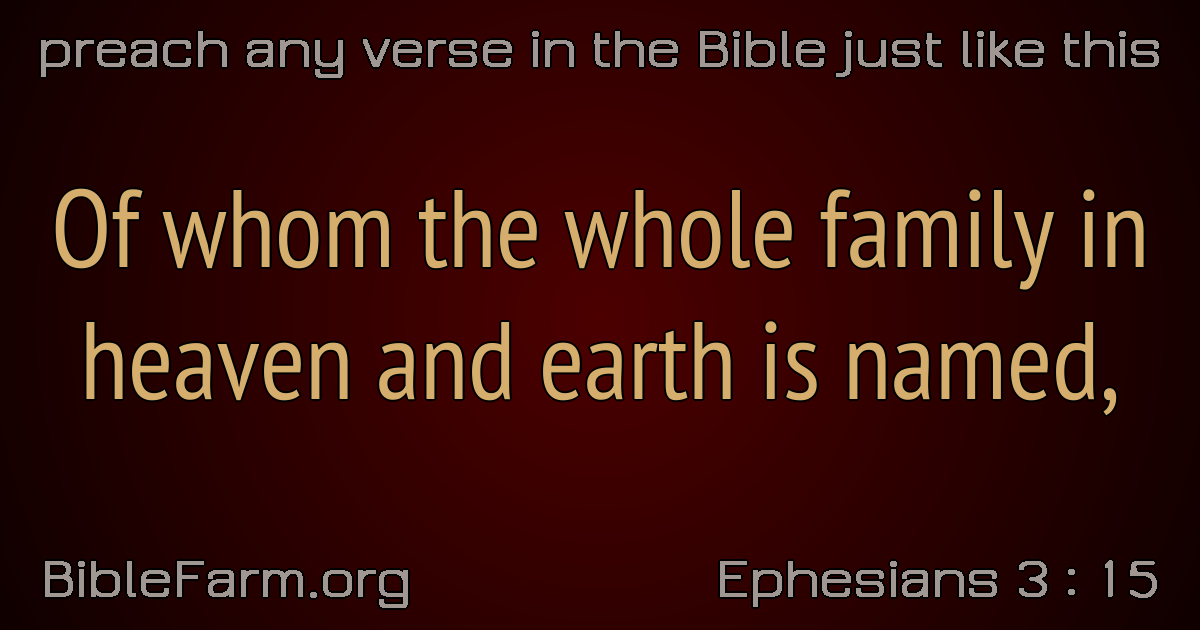 preach any verse in the Bible just like this
Of whom the whole family in
heaven and earth is named,
BibleFarm.org
Ephesians 3 : 15